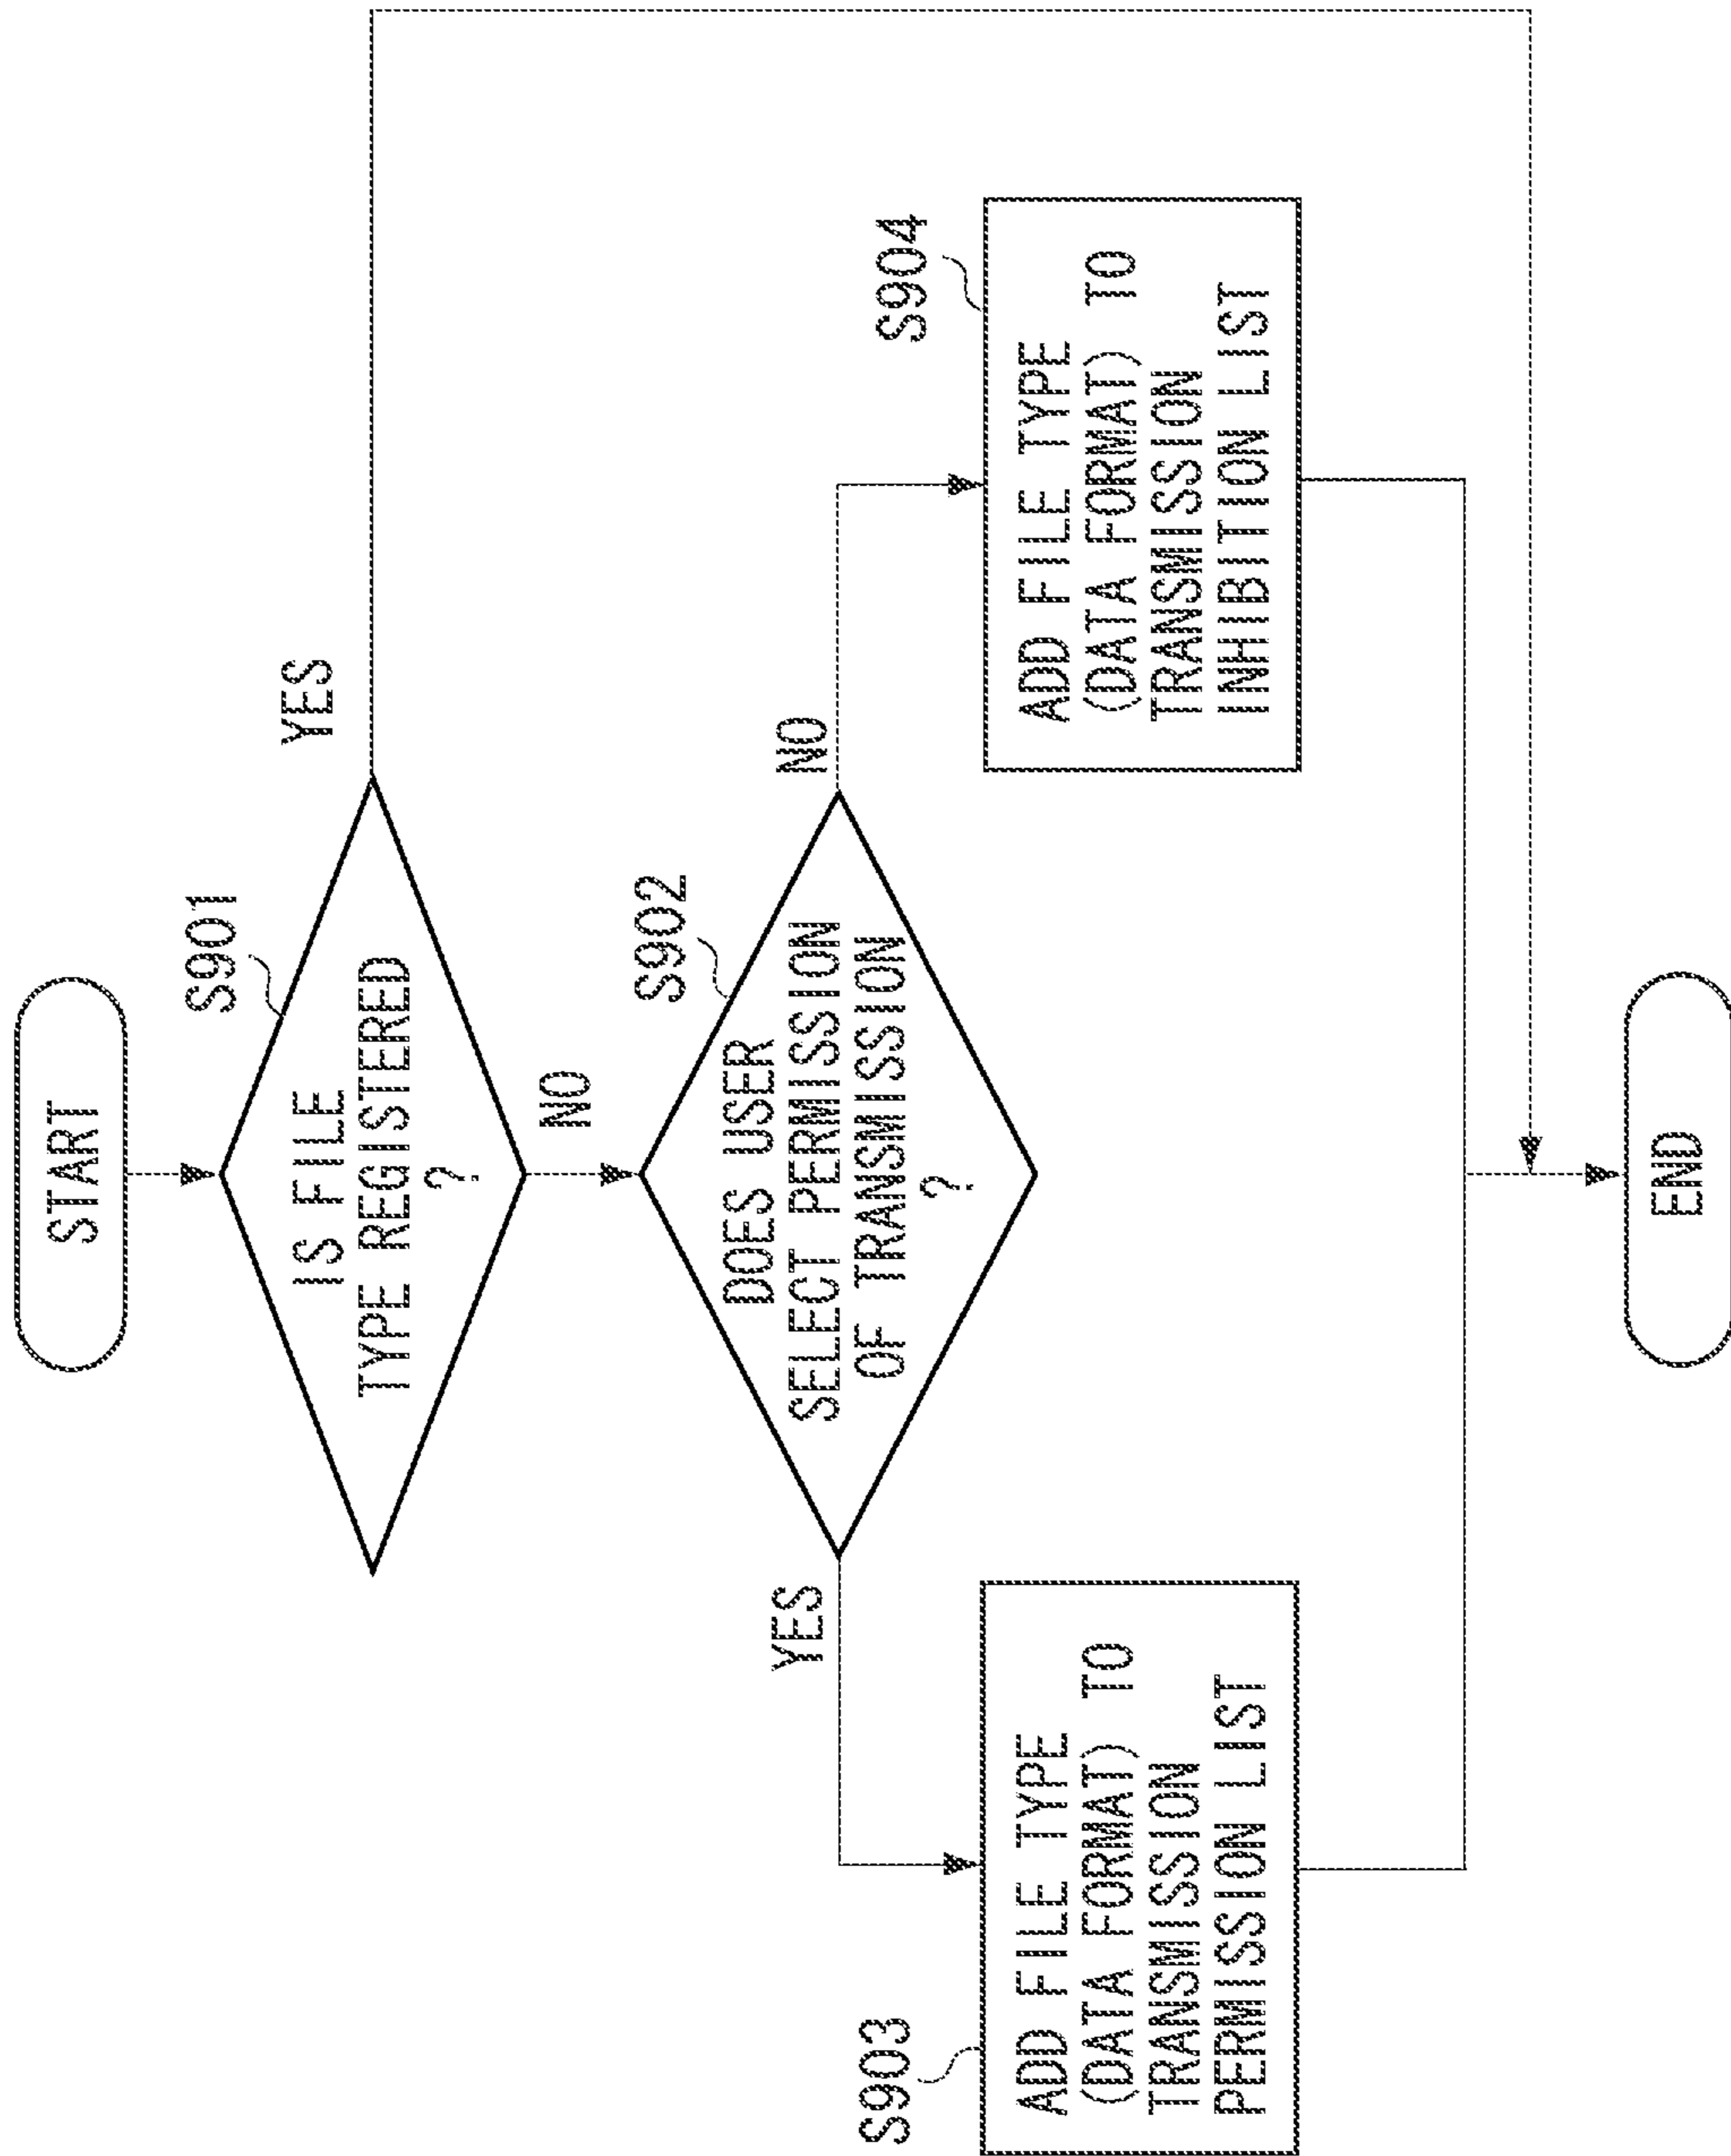 START
S901
IS FILE
TYPE REGISTERED
?
YES
NO
S902
DOES USER
SELECT PERMISSION
OF TRANSMISSION
?
YES
NO
S903
ADD FILE TYPE
(DATA FORMAT) TO
TRANSMISSION
PERMISSION LIST
S904
ADD FILE TYPE
(DATA FORMAT) TO
TRANSMISSION
INHIBITION LIST
END